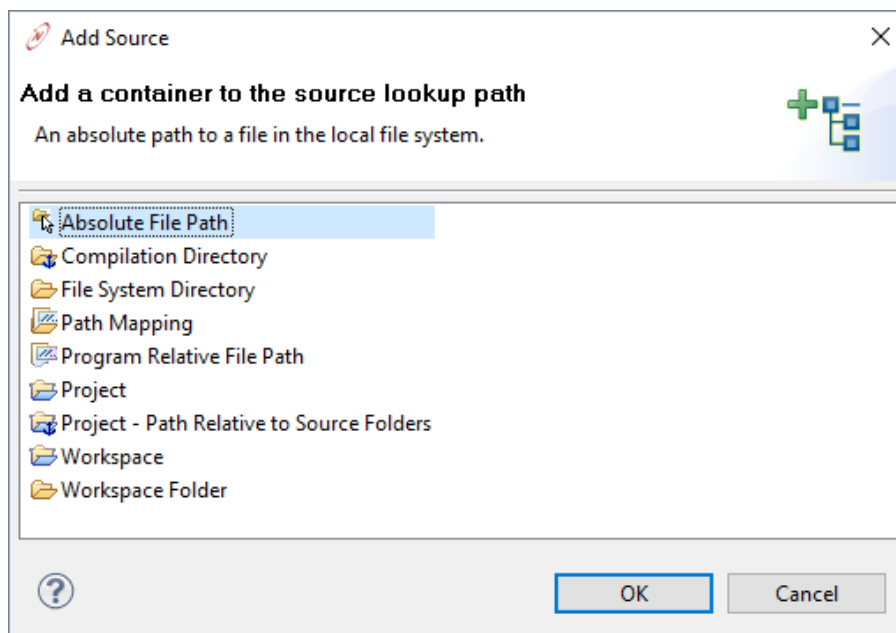 Add Source
Add a container to the source lookup path
An absolute path to a file in the local file system.
Absolute File Path
Compilation Directory
File System Directory
Path Mapping
Program Relative File Path
Project
Project - Path Relative to Source Folders
Workspace
Workspace Folder
?
OK
Cancel